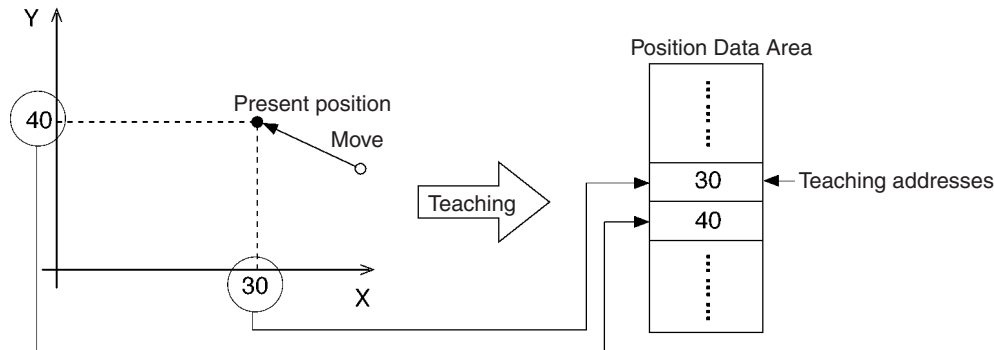 Y
40
Present position
Move
30
X
Teaching
Position Data Area
30
Teaching addresses
40